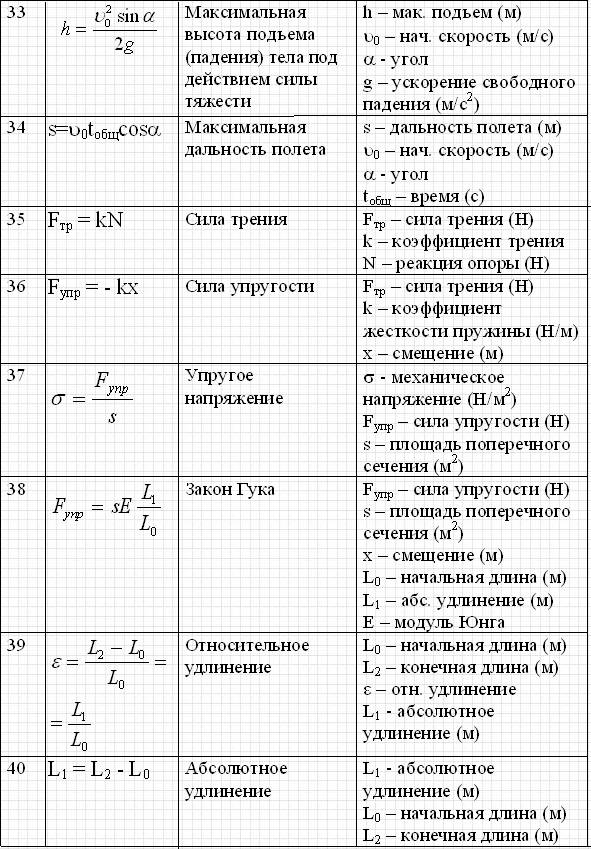 33
h = υ₀² sin α / 2g
Максимальная
высота подъема
(падения) тела под
действием силы
тяжести
h – мак. подъем (м)
υ₀ – нач. скорость (м/с)
α - угол
g – ускорение свободного
падения (м/с²)
34
s=υ₀tобщcosα
Максимальная
дальность полета
s – дальность полета (м)
υ₀ – нач. скорость (м/с)
α - угол
tобщ – время (с)
35
Fтр = kN
Сила трения
Fтр – сила трения (Н)
k – коэффициент трения
N – реакция опоры (Н)
36
Fупр = - kx
Сила упругости
Fтр – сила трения (Н)
k – коэффициент
жесткости пружины (Н/м)
x – смещение (м)
37
σ = Fупр / s
Упругое
напряжение
σ - механическое
напряжение (Н/м²)
Fупр – сила упругости (Н)
s – площадь поперечного
сечения (м²)
38
Fупр = sE L₁ / L₀
Закон Гука
Fупр – сила упругости (Н)
s – площадь поперечного
сечения (м²)
x – смещение (м)
L₀ – начальная длина (м)
L₁ – абс. удлинение (м)
E – модуль Юнга
39
ε = L₂ – L₀ / L₀ =
= L₁ / L₀
Относительное
удлинение
L₀ – начальная длина (м)
L₂ – конечная длина (м)
ε – отн. удлинение
L₁ - абсолютное
удлинение (м)
40
L₁ = L₂ - L₀
Абсолютное
удлинение
L₁ - абсолютное
удлинение (м)
L₀ – начальная длина (м)
L₂ – конечная длина (м)